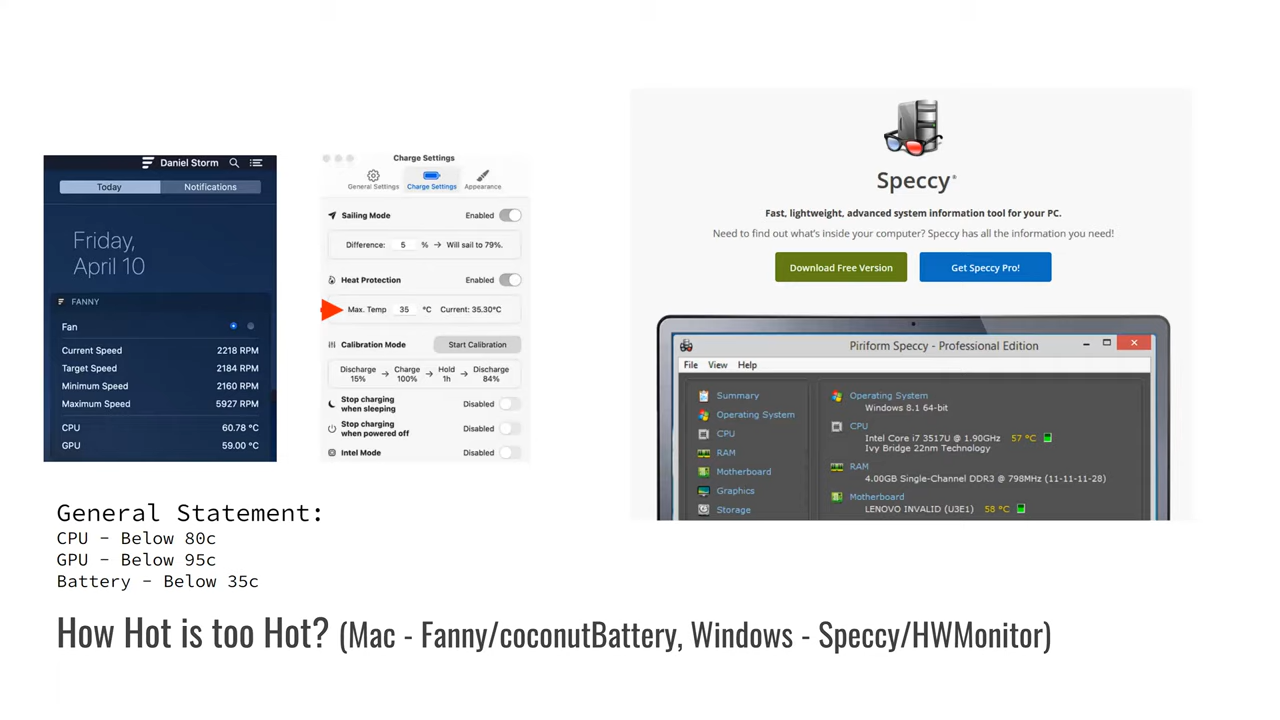 Daniel Storm
Today
Notifications
Friday,
April 10
FANNY
Fan
Current Speed 2218 RPM
Target Speed 2184 RPM
Minimum Speed 2160 RPM
Maximum Speed 5927 RPM
CPU 60.78 °C
GPU 59.00 °C
Charge Settings
General Settings
Charge Settings
Appearance
Sailing Mode Enabled
Difference: 5 % → Will sail to 79%.
Heat Protection Enabled
Max. Temp 35 °C Current: 35.30°C
Calibration Mode Start Calibration
Discharge → Charge → Hold → Discharge
15% 100% 1h 84%
Stop charging
when sleeping Disabled
Stop charging
when powered off Disabled
Intel Mode Disabled
Speccy®
Fast, lightweight, advanced system information tool for your PC.
Need to find out what's inside your computer? Speccy has all the information you need!
Download Free Version
Get Speccy Pro!
Piriform Speccy - Professional Edition
File View Help
Summary
Operating System
CPU
RAM
Motherboard
Graphics
Storage
Operating System
Windows 8.1 64-bit
CPU
Intel Core i7 3517U @ 1.90GHz 57 °C
Ivy Bridge 22nm Technology
RAM
4.00GB Single-Channel DDR3 @ 798MHz (11-11-11-28)
Motherboard
LENOVO INVALID (U3E1) 58 °C
General Statement:
CPU - Below 80c
GPU - Below 95c
Battery - Below 35c
How Hot is too Hot? (Mac - Fanny/coconutBattery, Windows - Speccy/HWMonitor)